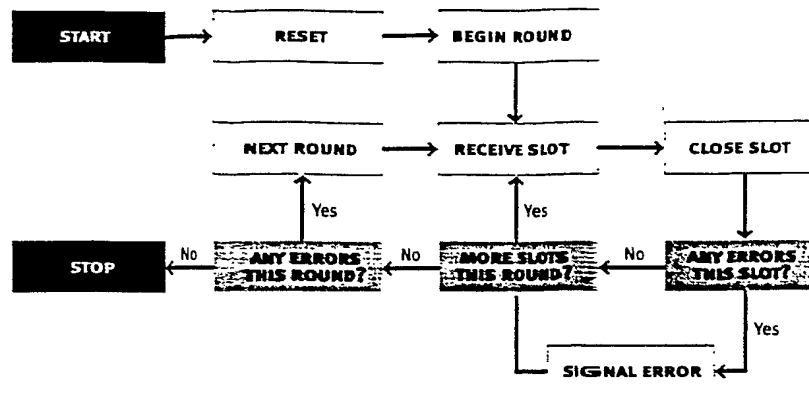 START
RESET
BEGIN ROUND
NEXT ROUND
RECEIVE SLOT
CLOSE SLOT
Yes
Yes
STOP
No
ANY ERRORS
THIS ROUND?
No
MORE SLOTS
THIS ROUND?
No
ANY ERRORS
THIS SLOT?
Yes
SIGNAL ERROR